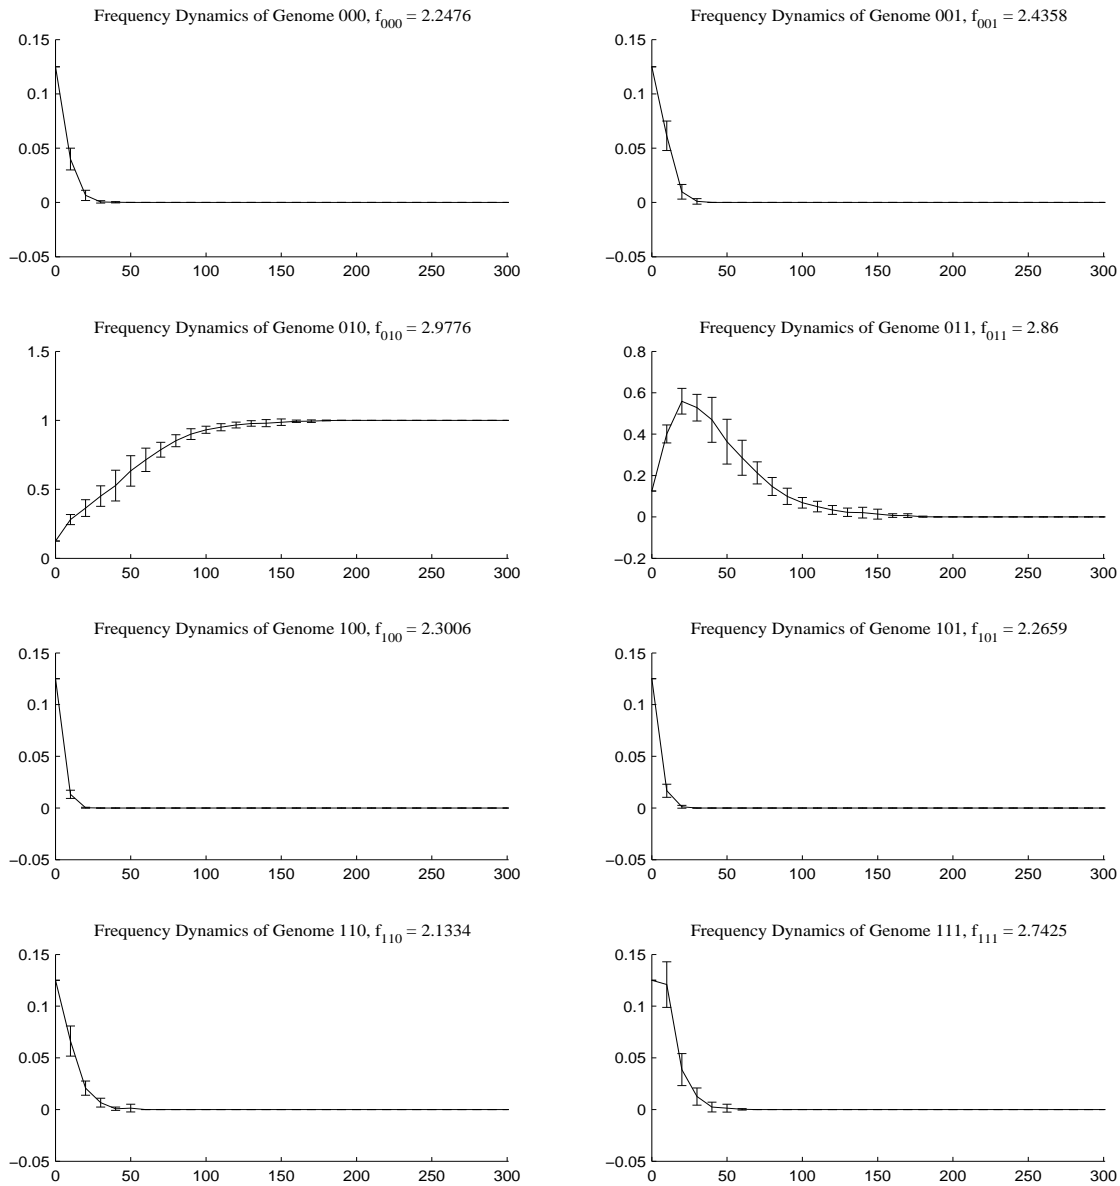 Frequency Dynamics of Genome 000, f000 = 2.2476
0.15
0.1
0.05
0
−0.05
0 50 100 150 200 250 300
Frequency Dynamics of Genome 001, f001 = 2.4358
0.15
0.1
0.05
0
−0.05
0 50 100 150 200 250 300
Frequency Dynamics of Genome 010, f010 = 2.9776
1.5
1
0.5
0
0 50 100 150 200 250 300
Frequency Dynamics of Genome 011, f011 = 2.86
0.8
0.6
0.4
0.2
0
−0.2
0 50 100 150 200 250 300
Frequency Dynamics of Genome 100, f100 = 2.3006
0.15
0.1
0.05
0
−0.05
0 50 100 150 200 250 300
Frequency Dynamics of Genome 101, f101 = 2.2659
0.15
0.1
0.05
0
−0.05
0 50 100 150 200 250 300
Frequency Dynamics of Genome 110, f110 = 2.1334
0.15
0.1
0.05
0
−0.05
0 50 100 150 200 250 300
Frequency Dynamics of Genome 111, f111 = 2.7425
0.15
0.1
0.05
0
−0.05
0 50 100 150 200 250 300